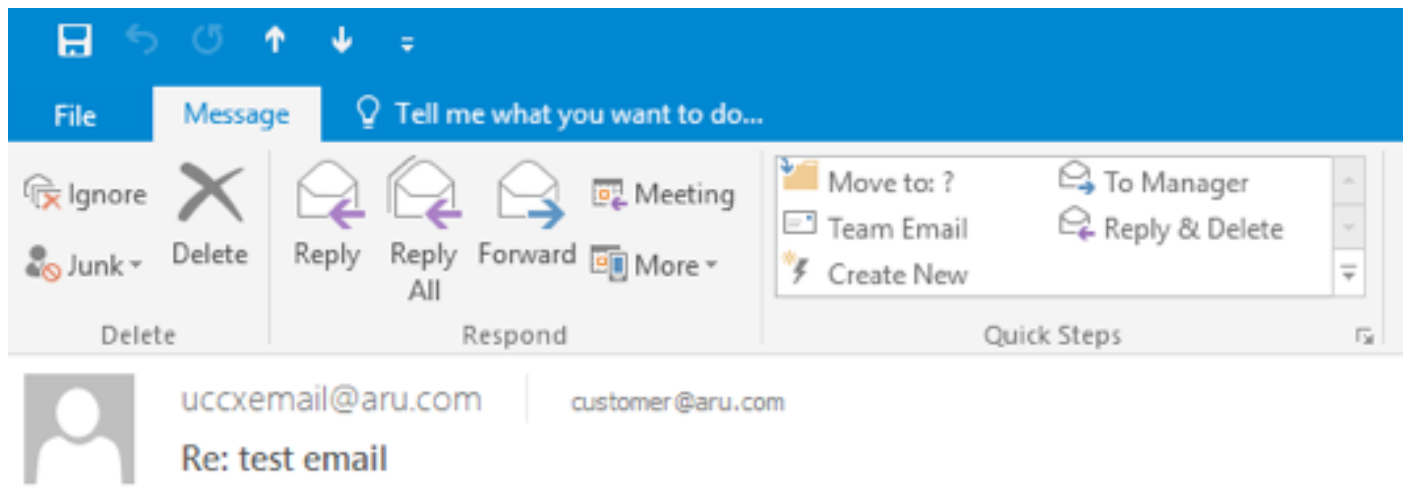 File Message Tell me what you want to do...
Ignore Delete Reply Reply All Forward Meeting Move to: ? To Manager
Team Email Reply & Delete
Junk More Create New
Delete Respond Quick Steps
uccxemail@aru.com customer@aru.com
Re: test email